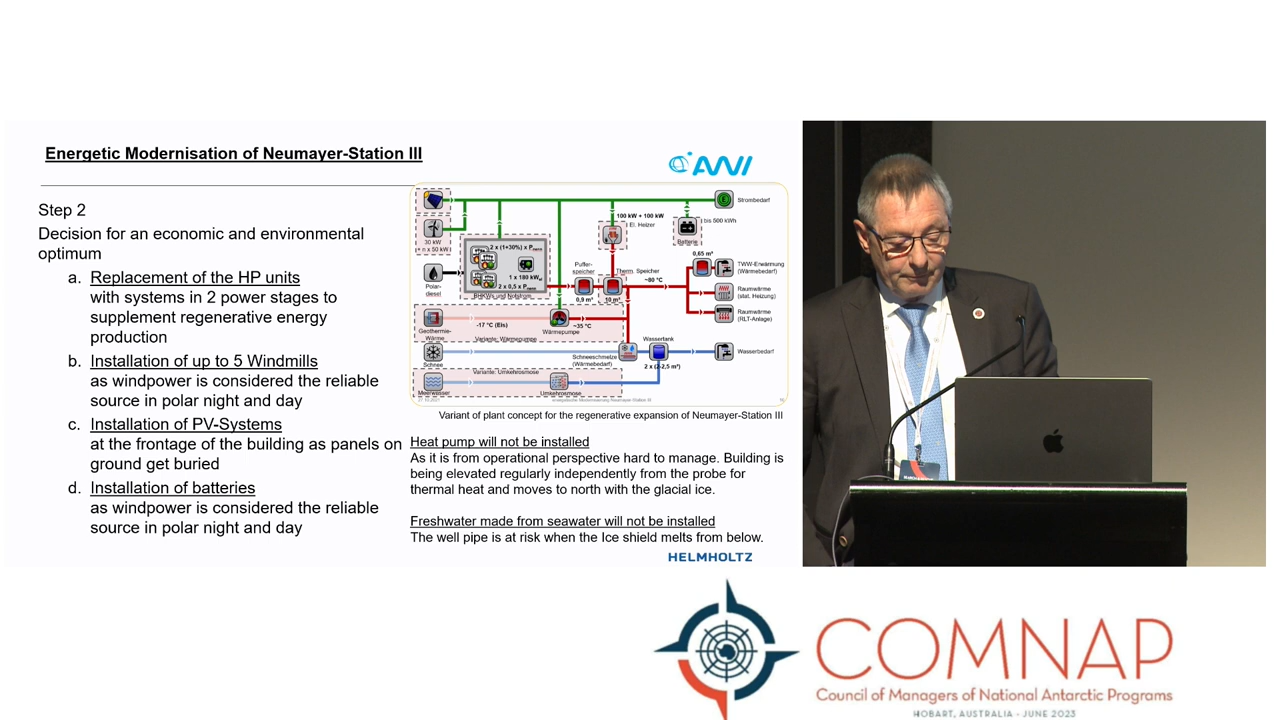 Energetic Modernisation of Neumayer-Station III
AWI
Step 2
Decision for an economic and environmental
optimum
a. Replacement of the HP units
with systems in 2 power stages to
supplement regenerative energy
production
b. Installation of up to 5 Windmills
as windpower is considered the reliable
source in polar night and day
c. Installation of PV-Systems
at the frontage of the building as panels on
ground get buried
d. Installation of batteries
as windpower is considered the reliable
source in polar night and day
Strombedarf
100 kW + 100 kW
El. Heizer
bis 500 kWh
Batterie
30 kW
+ n x 50 kW
2 x (1+30%) x P
1 x 180 kW
2 x 0,5 x P
BHKWs und Notstrom
Polar-
diesel
Puffer-
speicher
0,9 m³
Therm. Speicher
10 m³
~80 °C
0,65 m³
TWW-Erwärmung
(Wärmebedarf)
Raumwärme
(stat. Heizung)
Raumwärme
(RLT-Anlage)
Geothermie-
Wärme
-17 °C (Eis)
~35 °C
Wärmepumpe
Variante: Wärmepumpe
Schnee
Schneeschmelze
(Wärmebedarf)
Wassertank
2 x (2-2,5 m³)
Wasserbedarf
Variante: Umkehrosmose
Meerwasser
Umkehrosmose
Variant of plant concept for the regenerative expansion of Neumayer-Station III
Heat pump will not be installed
As it is from operational perspective hard to manage. Building is
being elevated regularly independently from the probe for
thermal heat and moves to north with the glacial ice.
Freshwater made from seawater will not be installed
The well pipe is at risk when the Ice shield melts from below.
HELMHOLTZ
COMNAP
Council of Managers of National Antarctic Programs
HOBART, AUSTRALIA - JUNE 2023